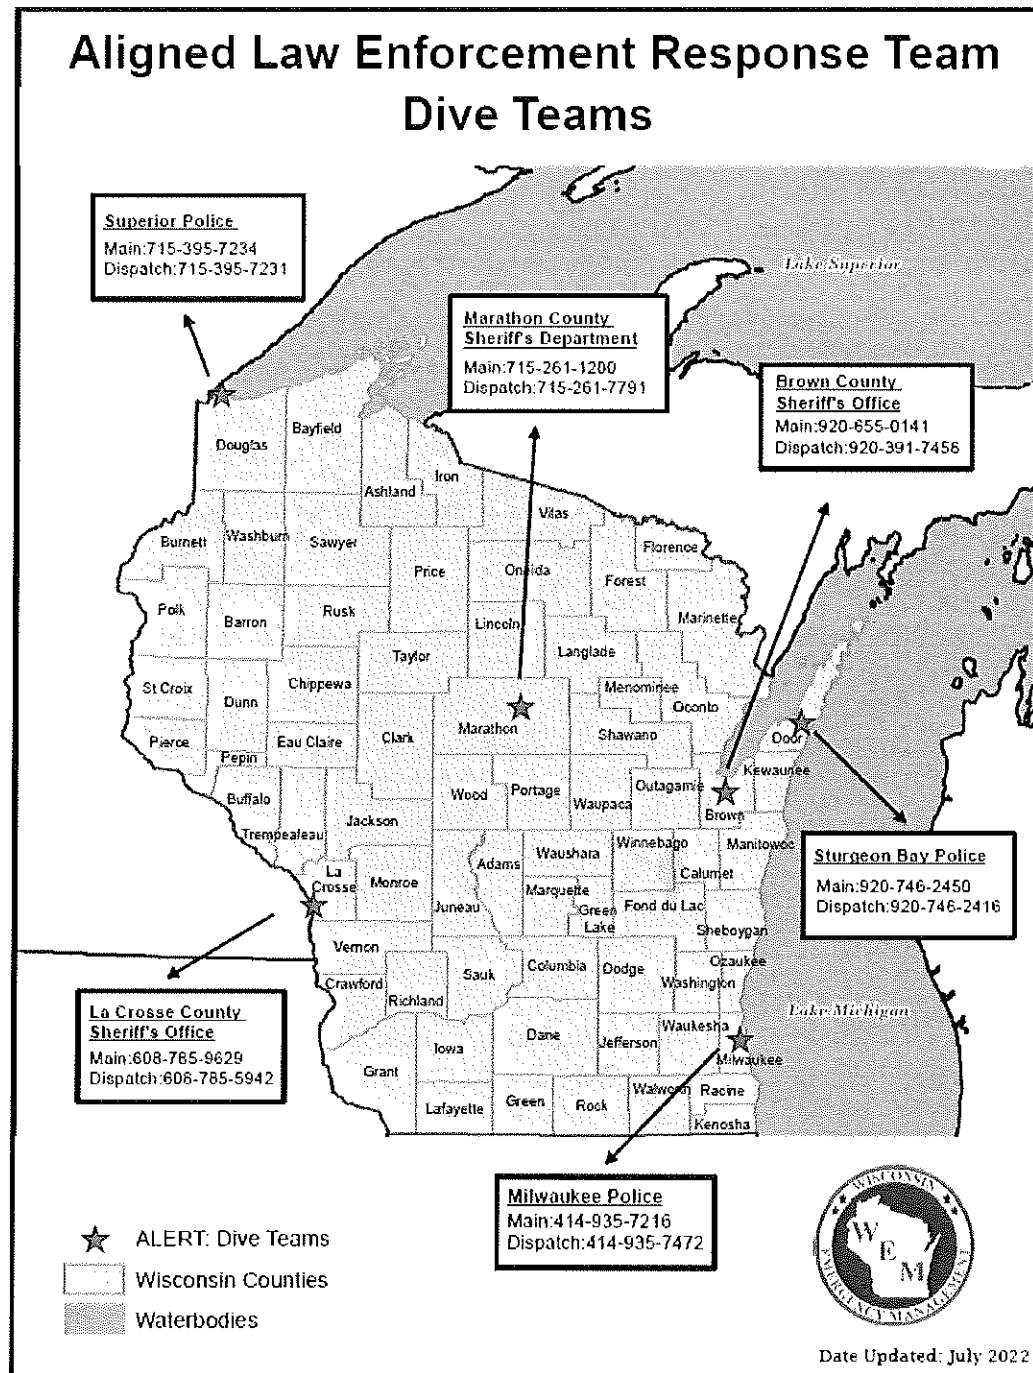 Aligned Law Enforcement Response Team
Dive Teams
Superior Police
Main:715-395-7234
Dispatch:715-395-7231
Lake Superior
Marathon County
Sheriff's Department
Main:715-261-1200
Dispatch:715-261-7791
Brown County
Sheriff's Office
Main:920-655-0141
Dispatch:920-391-7456
Douglas
Bayfield
Ashland
Iron
Vilas
Burnett
Washburn
Sawyer
Price
Oneida
Forest
Florence
Marinette
Polk
Barron
Rusk
Lincoln
Langlade
Taylor
St Croix
Dunn
Chippewa
Menominee
Oconto
Pierce
Pepin
Eau Claire
Clark
Marathon
Shawano
Door
Kewaunee
Buffalo
Trempealeau
Jackson
Wood
Portage
Waupaca
Outagamie
Brown
Manitowoc
Winnebago
Calumet
Waushara
Adams
La
Crosse
Monroe
Juneau
Marquette
Green
Lake
Fond du Lac
Sheboygan
Sturgeon Bay Police
Main:920-746-2450
Dispatch:920-746-2416
Vernon
Crawford
Richland
Sauk
Columbia
Dodge
Washington
Ozaukee
Lake Michigan
La Crosse County
Sheriff's Office
Main:608-785-9629
Dispatch:608-785-5942
Grant
Iowa
Dane
Jefferson
Waukesha
Milwaukee
Lafayette
Green
Rock
Walworth
Racine
Kenosha
Milwaukee Police
Main:414-935-7216
Dispatch:414-935-7472
ALERT: Dive Teams
Wisconsin Counties
Waterbodies
WISCONSIN
WEM
EMERGENCY MANAGEMENT
Date Updated: July 2022